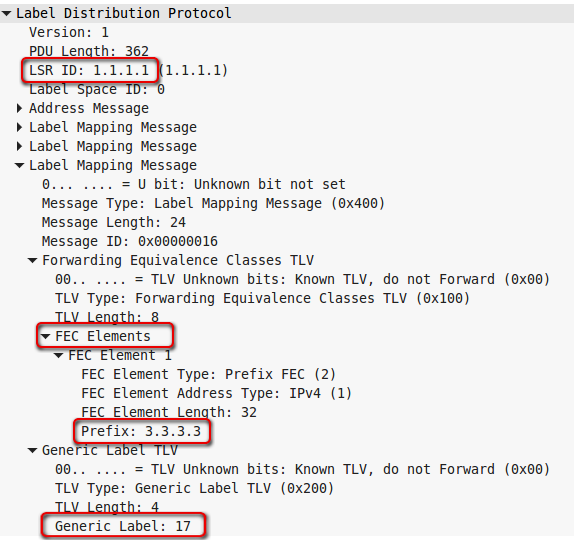 Label Distribution Protocol
Version: 1
PDU Length: 362
LSR ID: 1.1.1.1 (1.1.1.1)
Label Space ID: 0
Address Message
Label Mapping Message
Label Mapping Message
Label Mapping Message
0... .... = U bit: Unknown bit not set
Message Type: Label Mapping Message (0x400)
Message Length: 24
Message ID: 0x00000016
Forwarding Equivalence Classes TLV
00.. .... = TLV Unknown bits: Known TLV, do not Forward (0x00)
TLV Type: Forwarding Equivalence Classes TLV (0x100)
TLV Length: 8
FEC Elements
FEC Element 1
FEC Element Type: Prefix FEC (2)
FEC Element Address Type: IPv4 (1)
FEC Element Length: 32
Prefix: 3.3.3.3
Generic Label TLV
00.. .... = TLV Unknown bits: Known TLV, do not Forward (0x00)
TLV Type: Generic Label TLV (0x200)
TLV Length: 4
Generic Label: 17